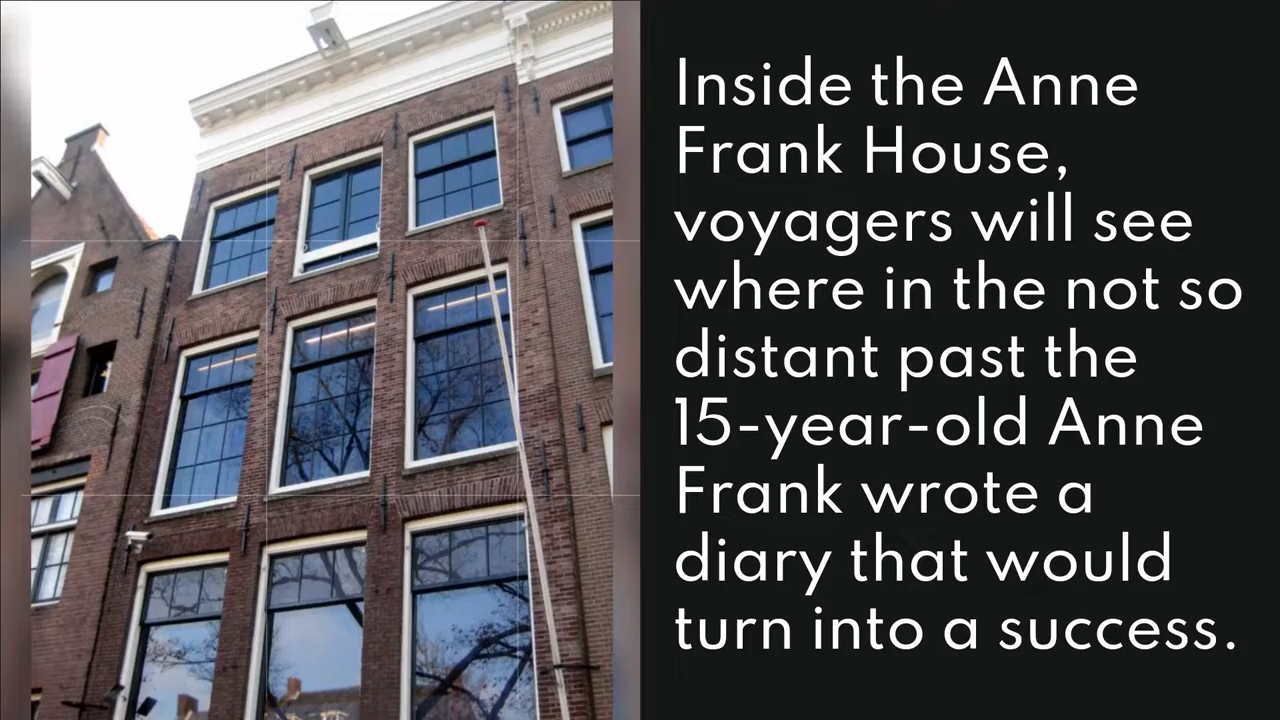 Inside the Anne
Frank House,
voyagers will see
where in the not so
distant past the
15-year-old Anne
Frank wrote a
diary that would
turn into a success.